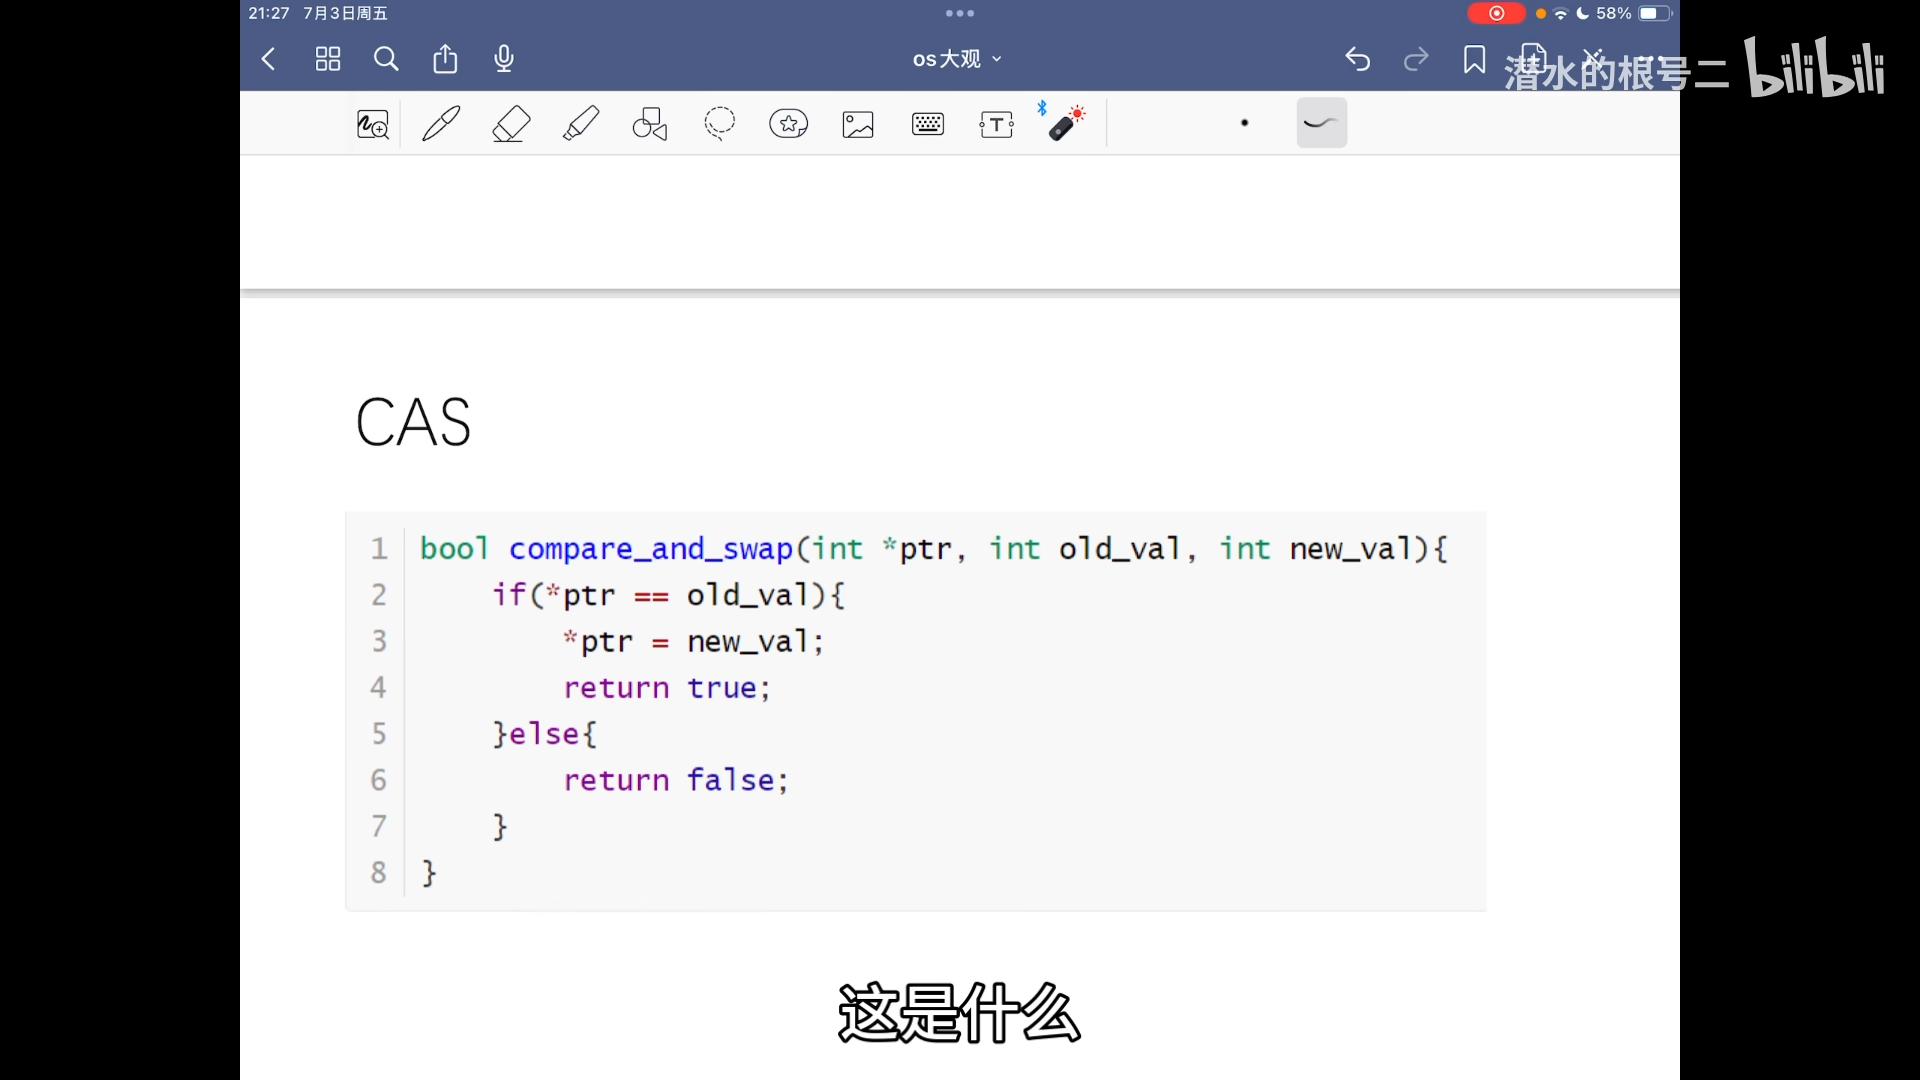 21:27 7月3日周五
58%
os大观
潜水的根号二 bilibili
T
CAS
1 bool compare_and_swap(int *ptr, int old_val, int new_val){
2 if(*ptr == old_val){
3 *ptr = new_val;
4 return true;
5 }else{
6 return false;
7 }
8 }
这是什么